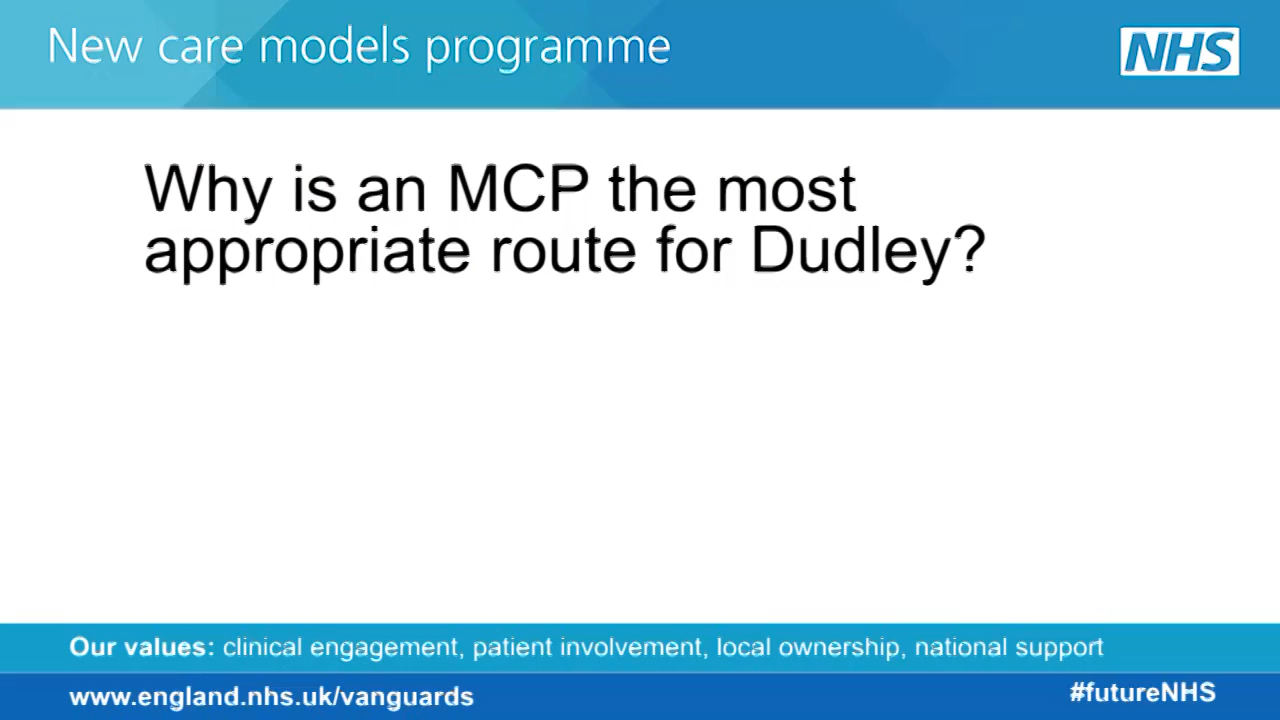 New care models programme
NHS
Why is an MCP the most
appropriate route for Dudley?
Our values: clinical engagement, patient involvement, local ownership, national support
www.england.nhs.uk/vanguards
#futureNHS